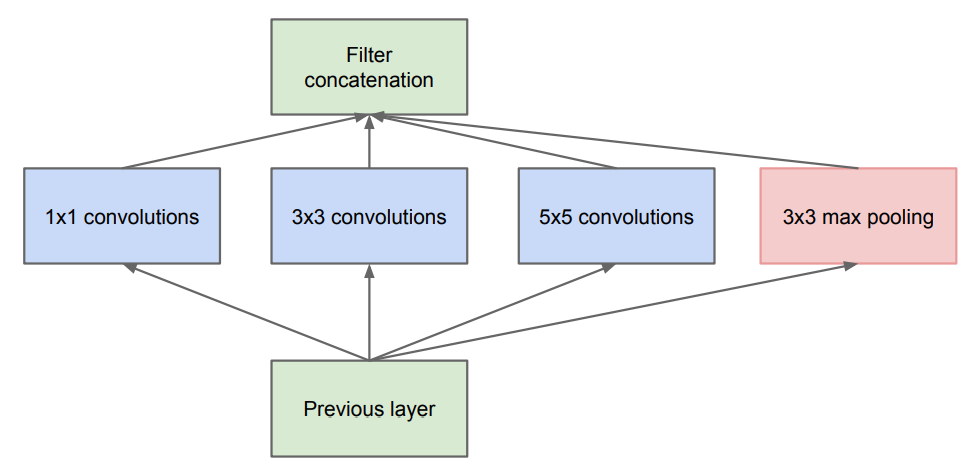 Filter
concatenation
1x1 convolutions
3x3 convolutions
5x5 convolutions
3x3 max pooling
Previous layer